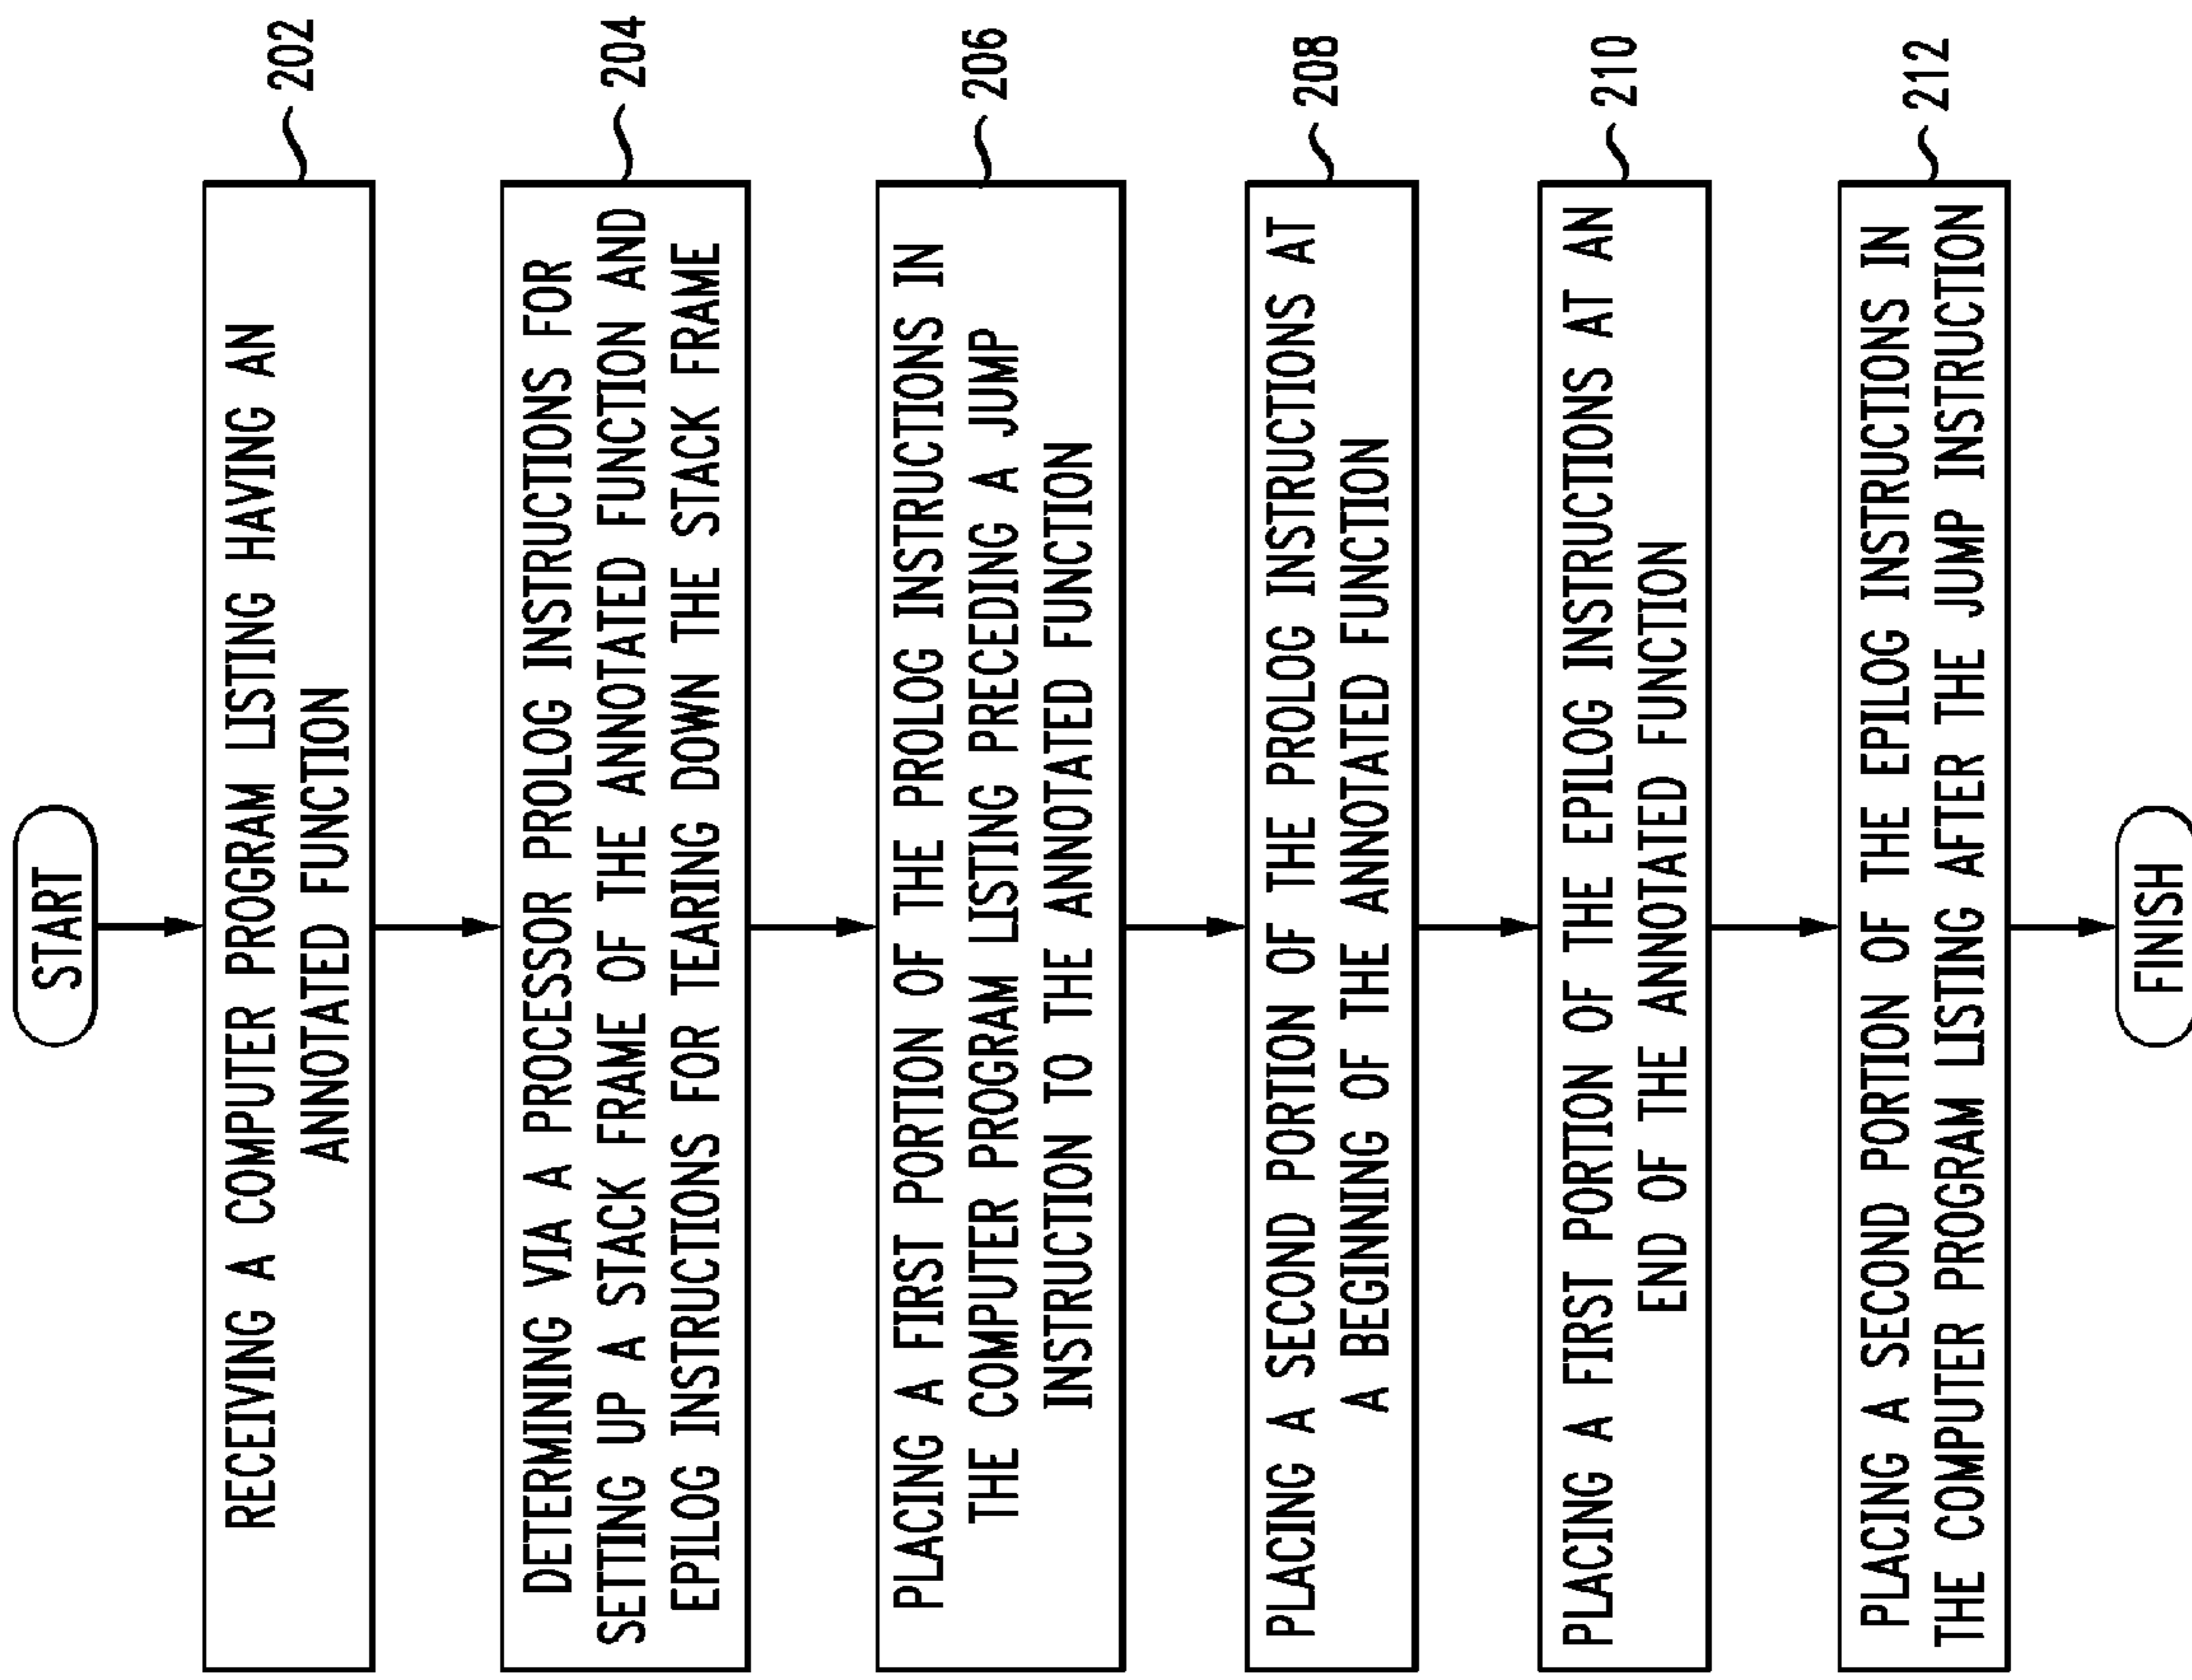 START
RECEIVING A COMPUTER PROGRAM LISTING HAVING AN
ANNOTATED FUNCTION
202
DETERMINING VIA A PROCESSOR PROLOG INSTRUCTIONS FOR
SETTING UP A STACK FRAME OF THE ANNOTATED FUNCTION AND
EPILOG INSTRUCTIONS FOR TEARING DOWN THE STACK FRAME
204
PLACING A FIRST PORTION OF THE PROLOG INSTRUCTIONS IN
THE COMPUTER PROGRAM LISTING PRECEDING A JUMP
INSTRUCTION TO THE ANNOTATED FUNCTION
206
PLACING A SECOND PORTION OF THE PROLOG INSTRUCTIONS AT
A BEGINNING OF THE ANNOTATED FUNCTION
208
PLACING A FIRST PORTION OF THE EPILOG INSTRUCTIONS AT AN
END OF THE ANNOTATED FUNCTION
210
PLACING A SECOND PORTION OF THE EPILOG INSTRUCTIONS IN
THE COMPUTER PROGRAM LISTING AFTER THE JUMP INSTRUCTION
212
FINISH